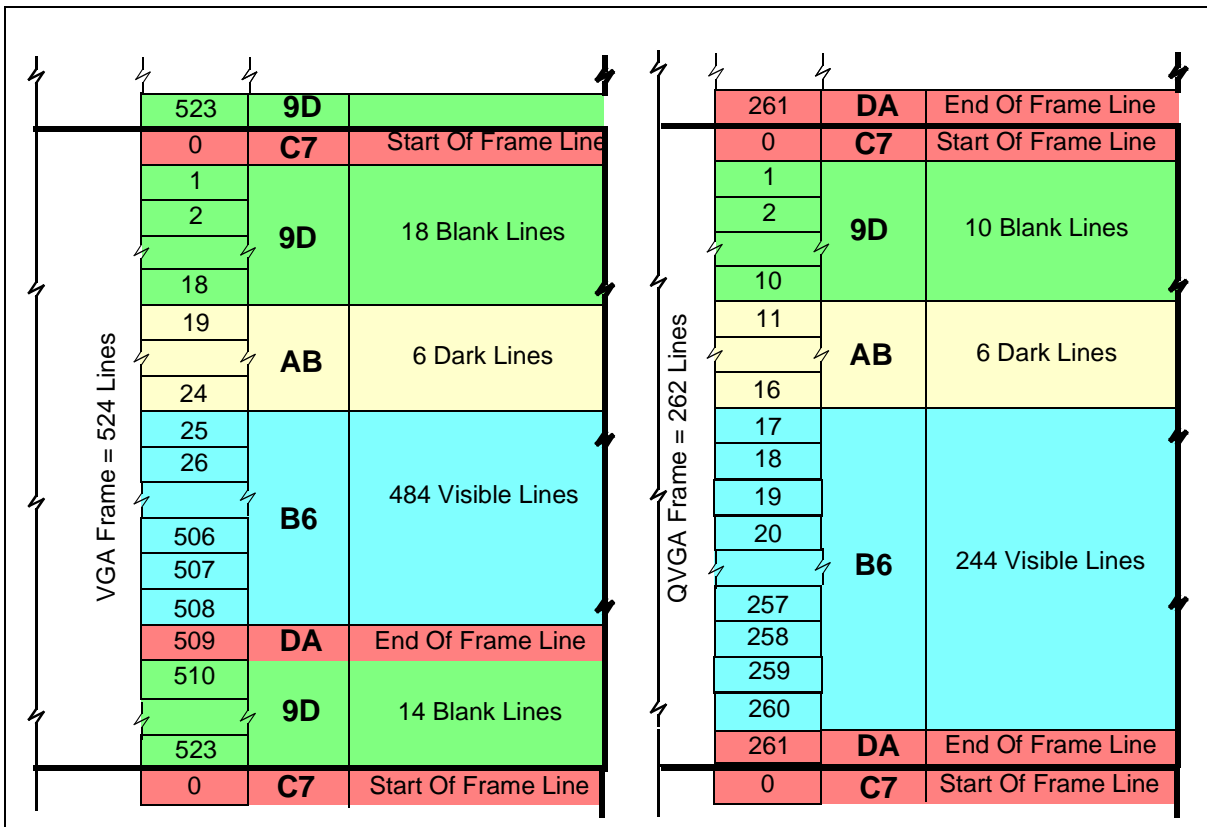 VGA Frame = 524 Lines
523 9D
0 C7 Start Of Frame Line
1
2
9D 18 Blank Lines
18
19
AB 6 Dark Lines
24
25
26
484 Visible Lines
B6
506
507
508
509 DA End Of Frame Line
510
9D 14 Blank Lines
523
0 C7 Start Of Frame Line
QVGA Frame = 262 Lines
261 DA End Of Frame Line
0 C7 Start Of Frame Line
1
2
9D 10 Blank Lines
10
11
AB 6 Dark Lines
16
17
18
19
20
B6 244 Visible Lines
257
258
259
260
261 DA End Of Frame Line
0 C7 Start Of Frame Line